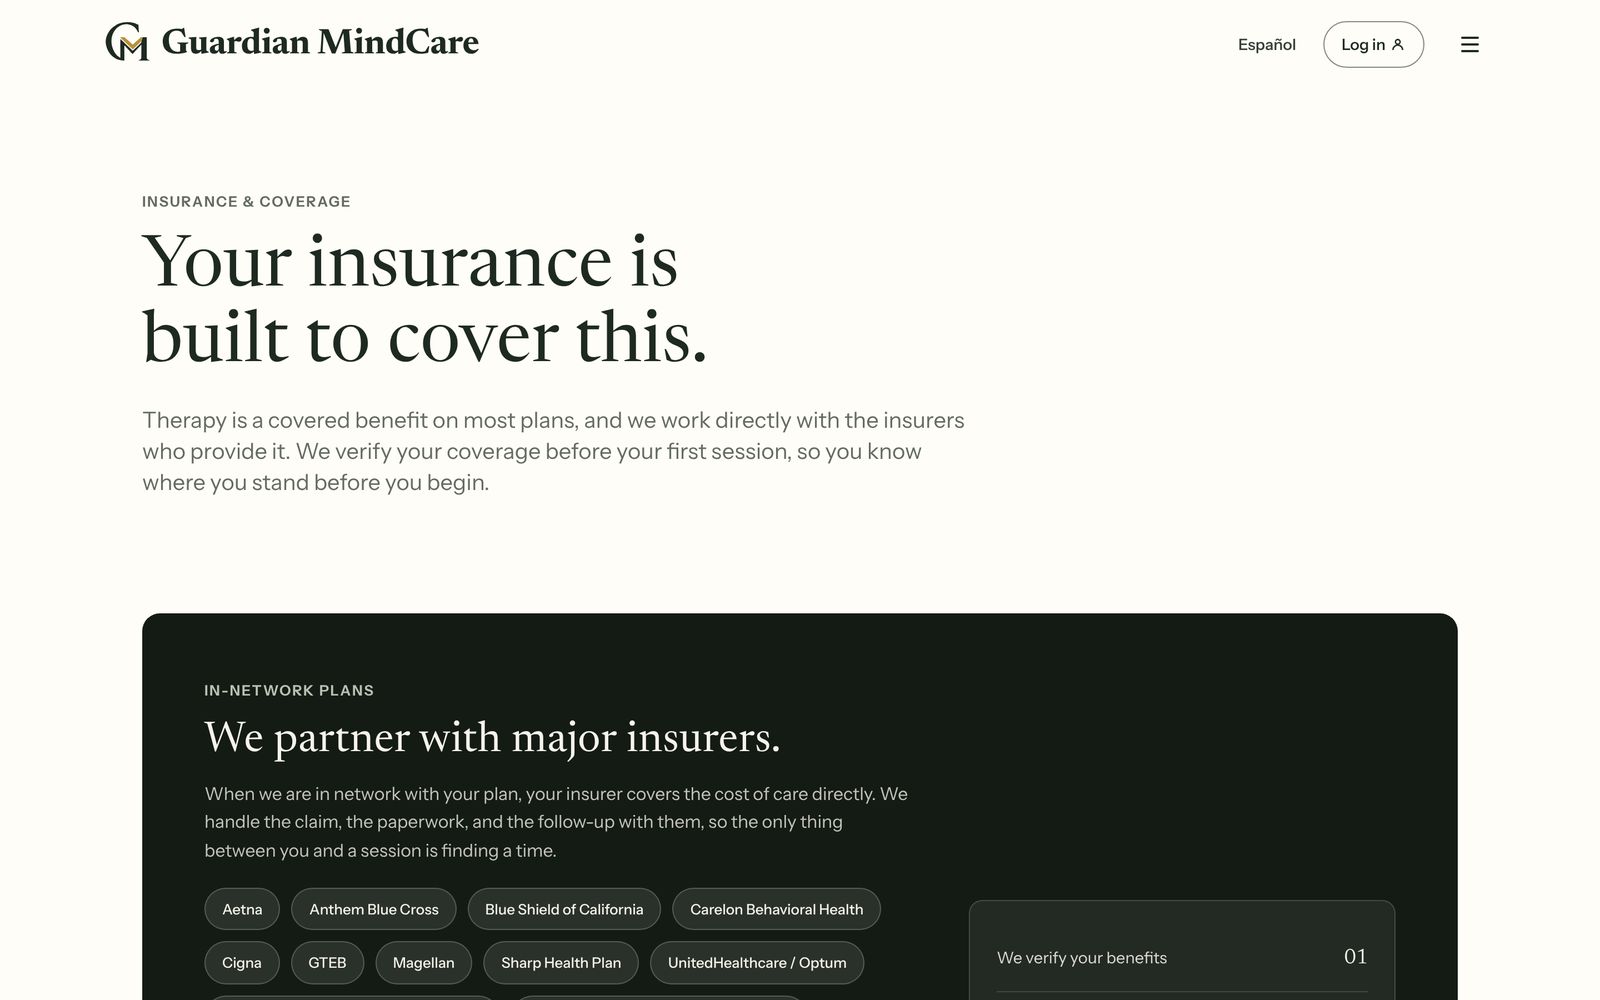 Guardian MindCare
Español
Log in
INSURANCE & COVERAGE
Your insurance is
built to cover this.
Therapy is a covered benefit on most plans, and we work directly with the insurers
who provide it. We verify your coverage before your first session, so you know
where you stand before you begin.
IN-NETWORK PLANS
We partner with major insurers.
When we are in network with your plan, your insurer covers the cost of care directly. We
handle the claim, the paperwork, and the follow-up with them, so the only thing
between you and a session is finding a time.
Aetna
Anthem Blue Cross
Blue Shield of California
Carelon Behavioral Health
Cigna
GTEB
Magellan
Sharp Health Plan
UnitedHealthcare / Optum
We verify your benefits
01